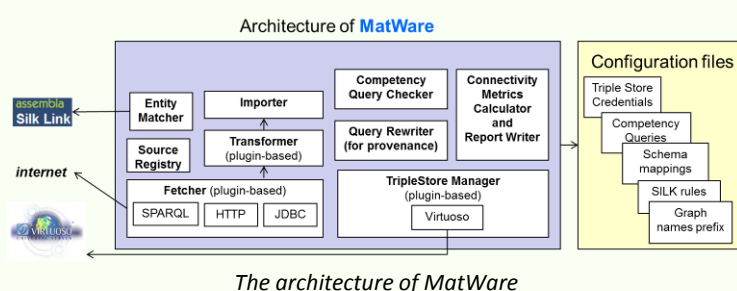 Architecture of MatWare
assembla
Silk Link
internet
VIRTUOSO
Entity
Matcher
Source
Registry
Importer
Transformer
(plugin-based)
Fetcher (plugin-based)
SPARQL
HTTP
JDBC
Competency
Query Checker
Query Rewriter
(for provenance)
Connectivity
Metrics
Calculator
and
Report Writer
TripleStore Manager
(plugin-based)
Virtuoso
Configuration files
Triple Store
Credentials
Competency
Queries
Schema
mappings
SILK rules
Graph
names prefix
The architecture of MatWare